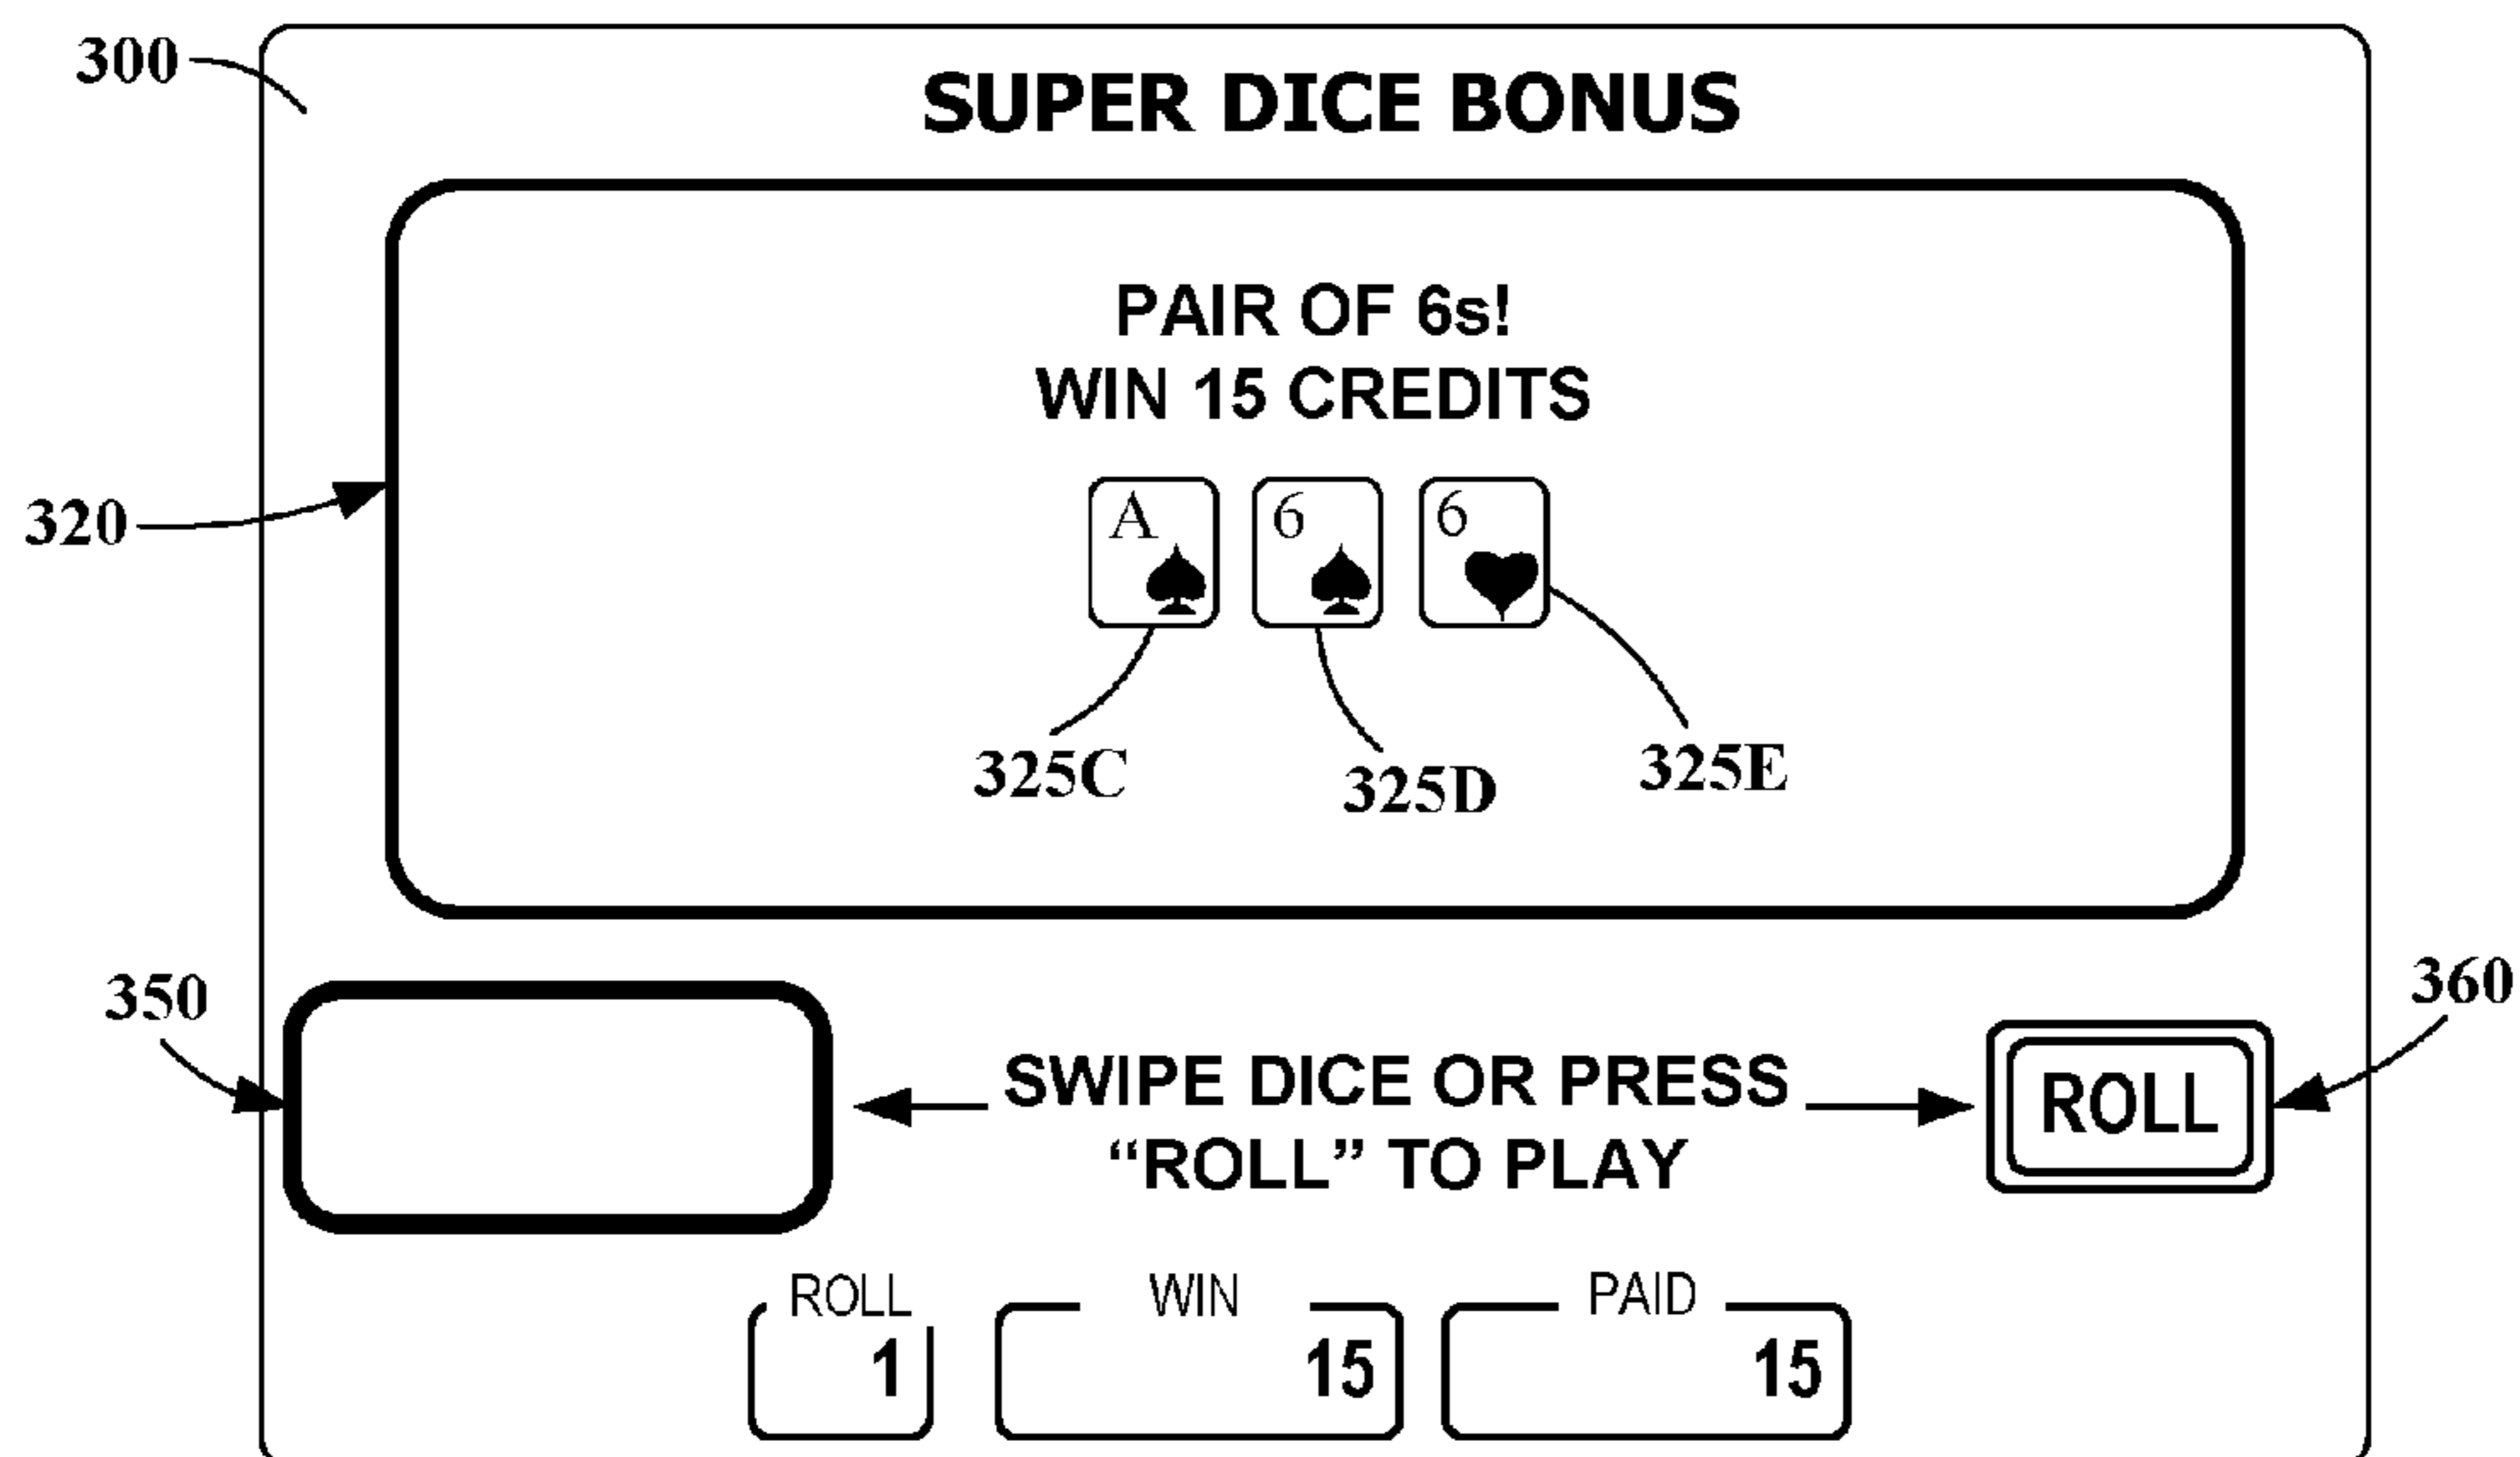 300
SUPER DICE BONUS
PAIR OF 6s!
WIN 15 CREDITS
320
A 6 6
325C 325D 325E
350
360
SWIPE DICE OR PRESS
“ROLL” TO PLAY
ROLL
ROLL WIN PAID
1 15 15